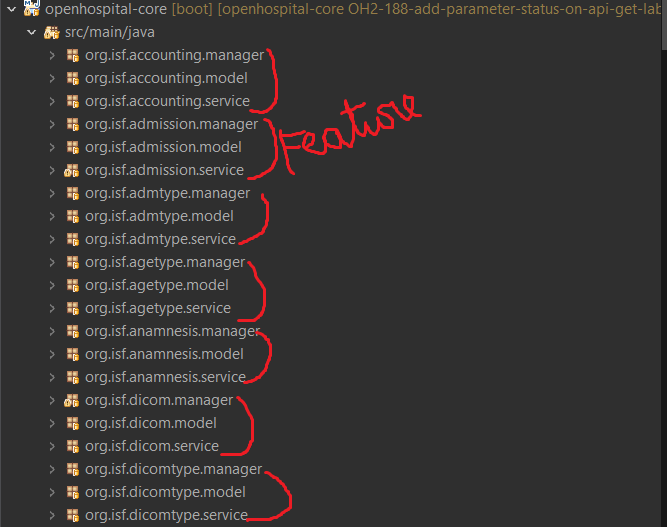 openhospital-core [boot] [openhospital-core OH2-188-add-parameter-status-on-api-get-lab
src/main/java
org.isf.accounting.manager
org.isf.accounting.model
org.isf.accounting.service
Feature
org.isf.admission.manager
org.isf.admission.model
org.isf.admission.service
org.isf.admtype.manager
org.isf.admtype.model
org.isf.admtype.service
org.isf.agetype.manager
org.isf.agetype.model
org.isf.agetype.service
org.isf.anamnesis.manager
org.isf.anamnesis.model
org.isf.anamnesis.service
org.isf.dicom.manager
org.isf.dicom.model
org.isf.dicom.service
org.isf.dicomtype.manager
org.isf.dicomtype.model
org.isf.dicomtype.service